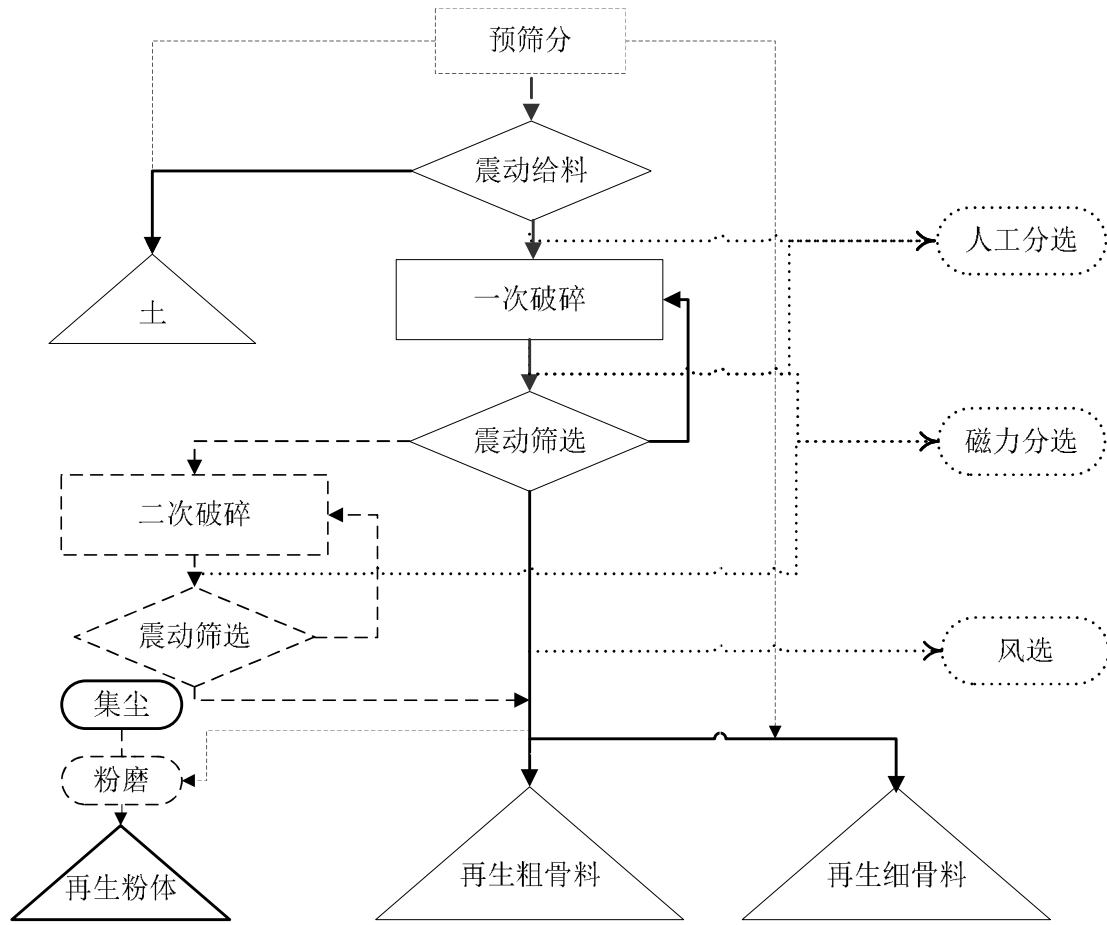 预筛分
震动给料
人工分选
一次破碎
土
震动筛选
磁力分选
二次破碎
震动筛选
风选
集尘
粉磨
再生粉体
再生粗骨料
再生细骨料